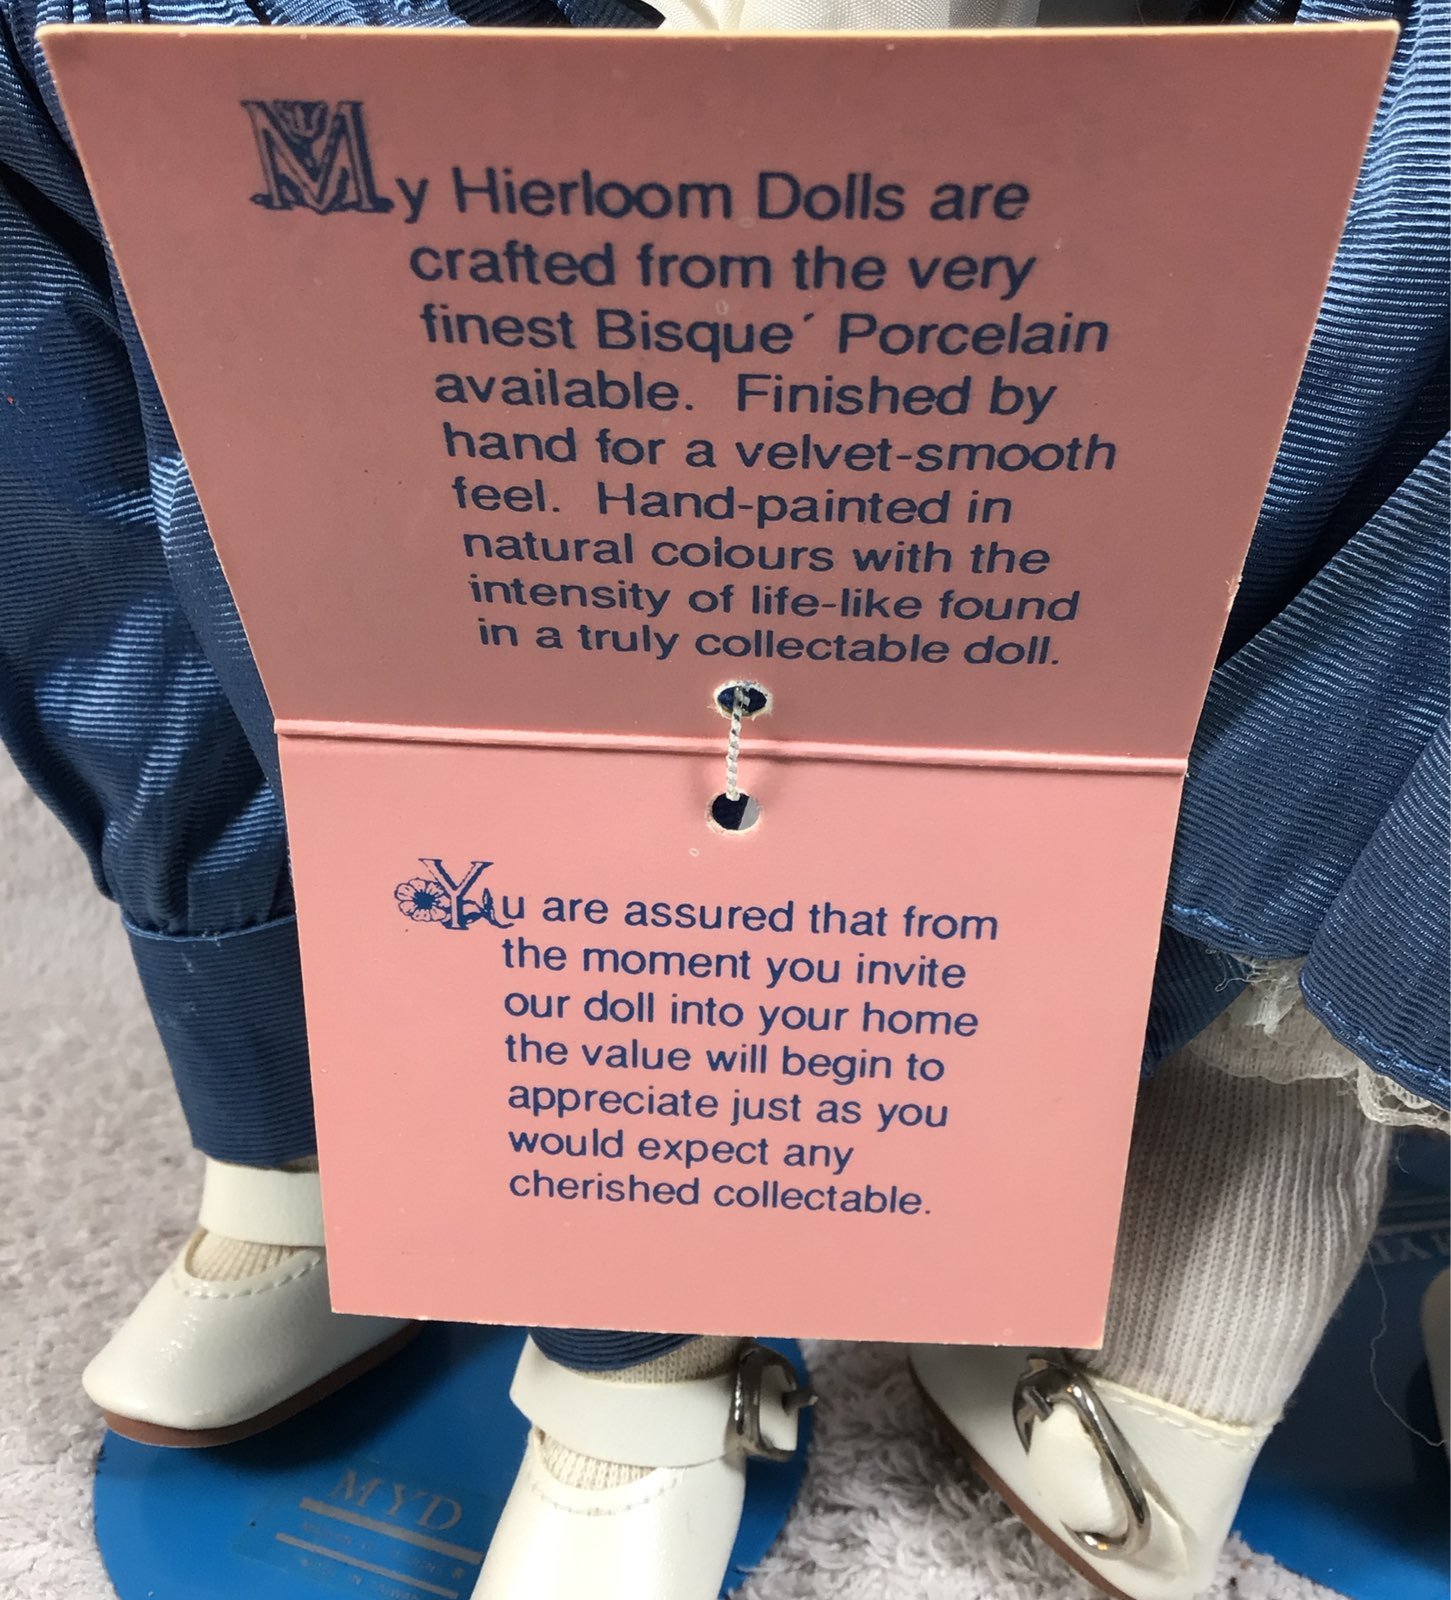 My Hierloom Dolls are
crafted from the very
finest Bisque´ Porcelain
available. Finished by
hand for a velvet-smooth
feel. Hand-painted in
natural colours with the
intensity of life-like found
in a truly collectable doll.
You are assured that from
the moment you invite
our doll into your home
the value will begin to
appreciate just as you
would expect any
cherished collectable.
MYD
MADE IN TAIWAN